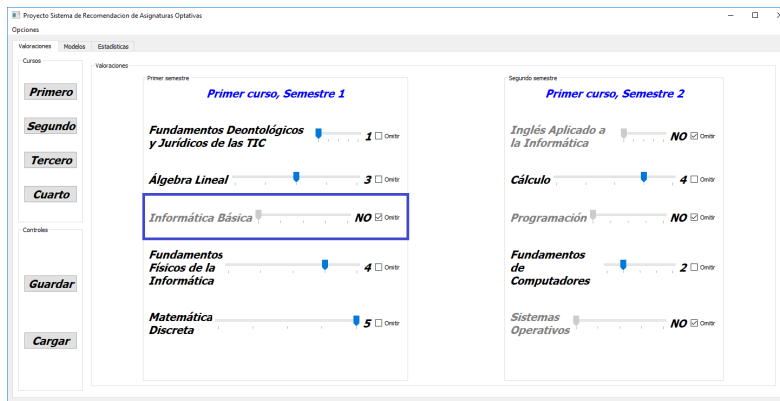 Proyecto Sistema de Recomendacion de Asignaturas Optativas
Opciones
Valoraciones Modelos Estadísticas
Cursos
Primero
Segundo
Tercero
Cuarto
Controles
Guardar
Cargar
Valoraciones
Primer semestre
Primer curso, Semestre 1
Fundamentos Deontológicos
y Jurídicos de las TIC
1 Omitir
Álgebra Lineal 3 Omitir
Informática Básica NO Omitir
Fundamentos
Físicos de la
Informática
4 Omitir
Matemática
Discreta
5 Omitir
Segundo semestre
Primer curso, Semestre 2
Inglés Aplicado a
la Informática
NO Omitir
Cálculo 4 Omitir
Programación NO Omitir
Fundamentos
de
Computadores
2 Omitir
Sistemas
Operativos
NO Omitir